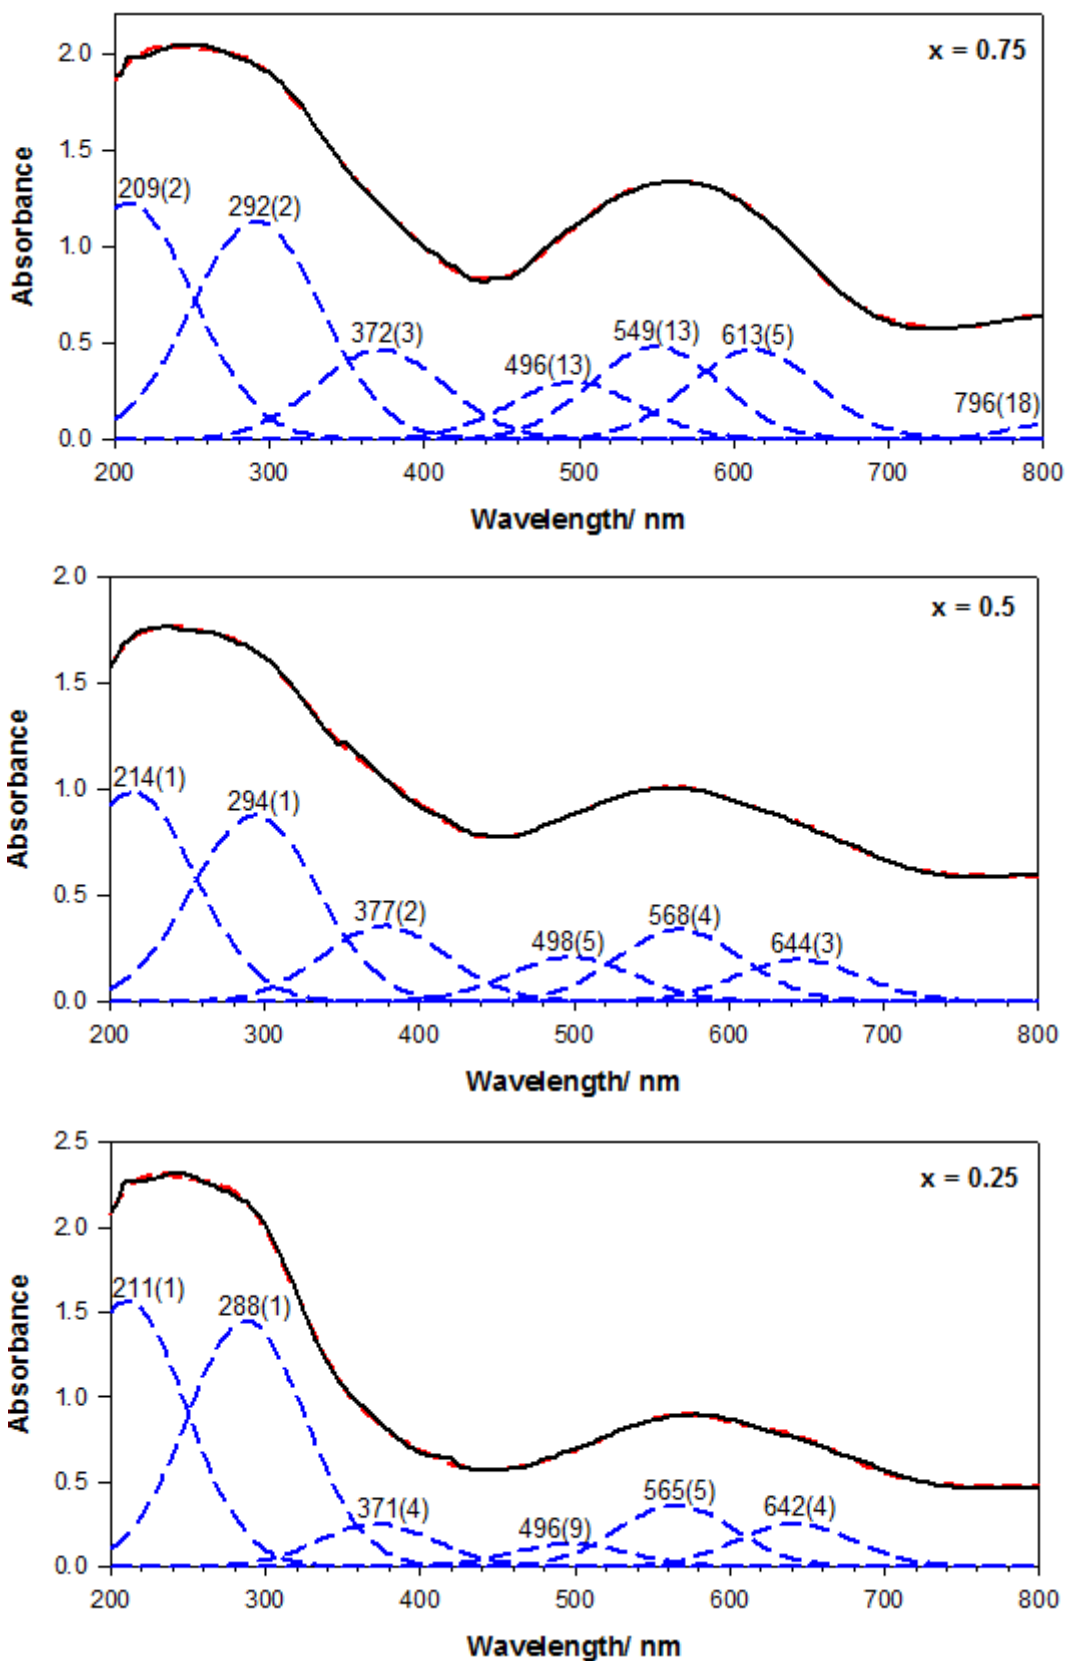 x = 0.75
Absorbance
2.0
1.5
1.0
0.5
0.0
209(2)
292(2)
372(3)
496(13)
549(13)
613(5)
796(18)
200 300 400 500 600 700 800
Wavelength/ nm
x = 0.5
Absorbance
2.0
1.5
1.0
0.5
0.0
214(1)
294(1)
377(2)
498(5)
568(4)
644(3)
200 300 400 500 600 700 800
Wavelength/ nm
x = 0.25
Absorbance
2.5
2.0
1.5
1.0
0.5
0.0
211(1)
288(1)
371(4)
496(9)
565(5)
642(4)
200 300 400 500 600 700 800
Wavelength/ nm